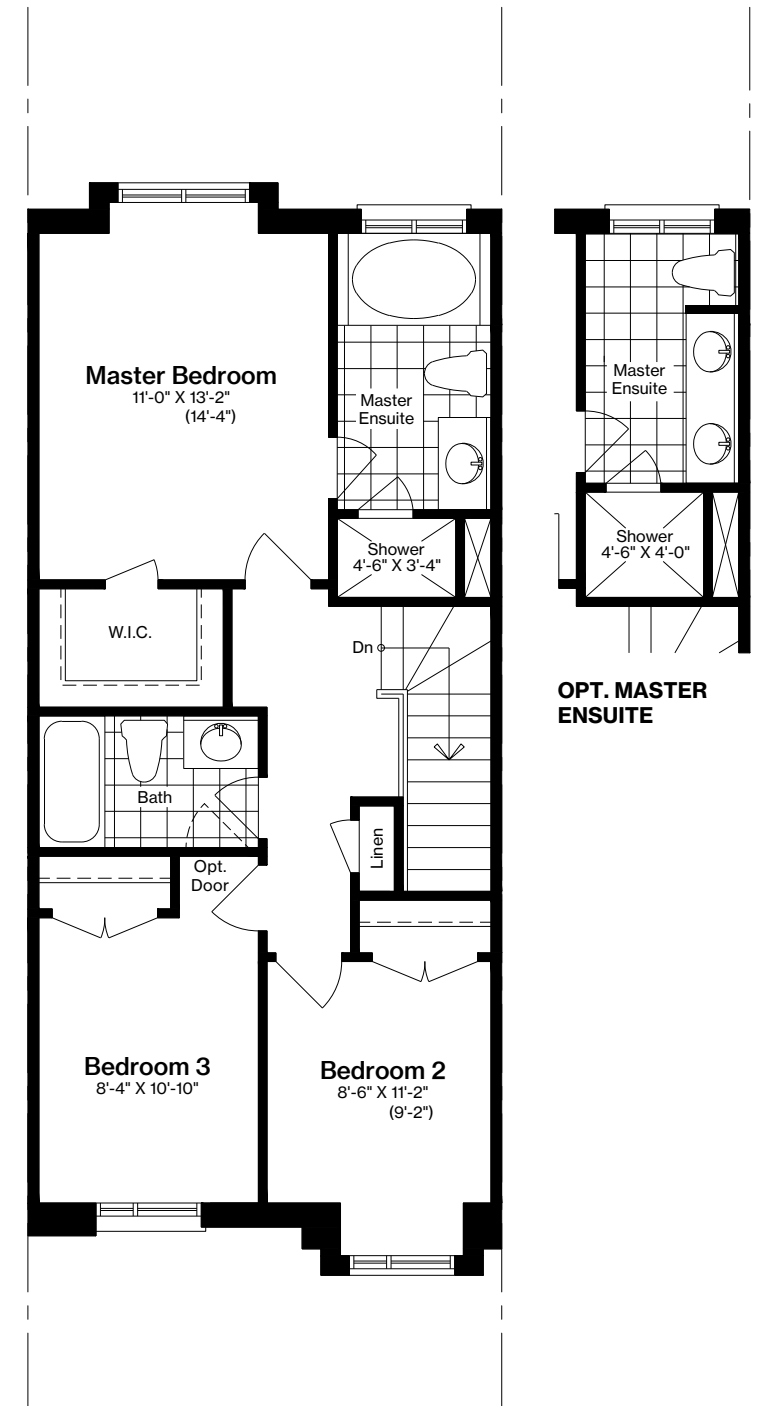 Master Bedroom
11'-0" X 13'-2"
(14'-4")
Master
Ensuite
Shower
4'-6" X 3'-4"
Master
Ensuite
Shower
4'-6" X 4'-0"
OPT. MASTER
ENSUITE
W.I.C.
Dn
Bath
Linen
Opt.
Door
Bedroom 3
8'-4" X 10'-10"
Bedroom 2
8'-6" X 11'-2"
(9'-2")